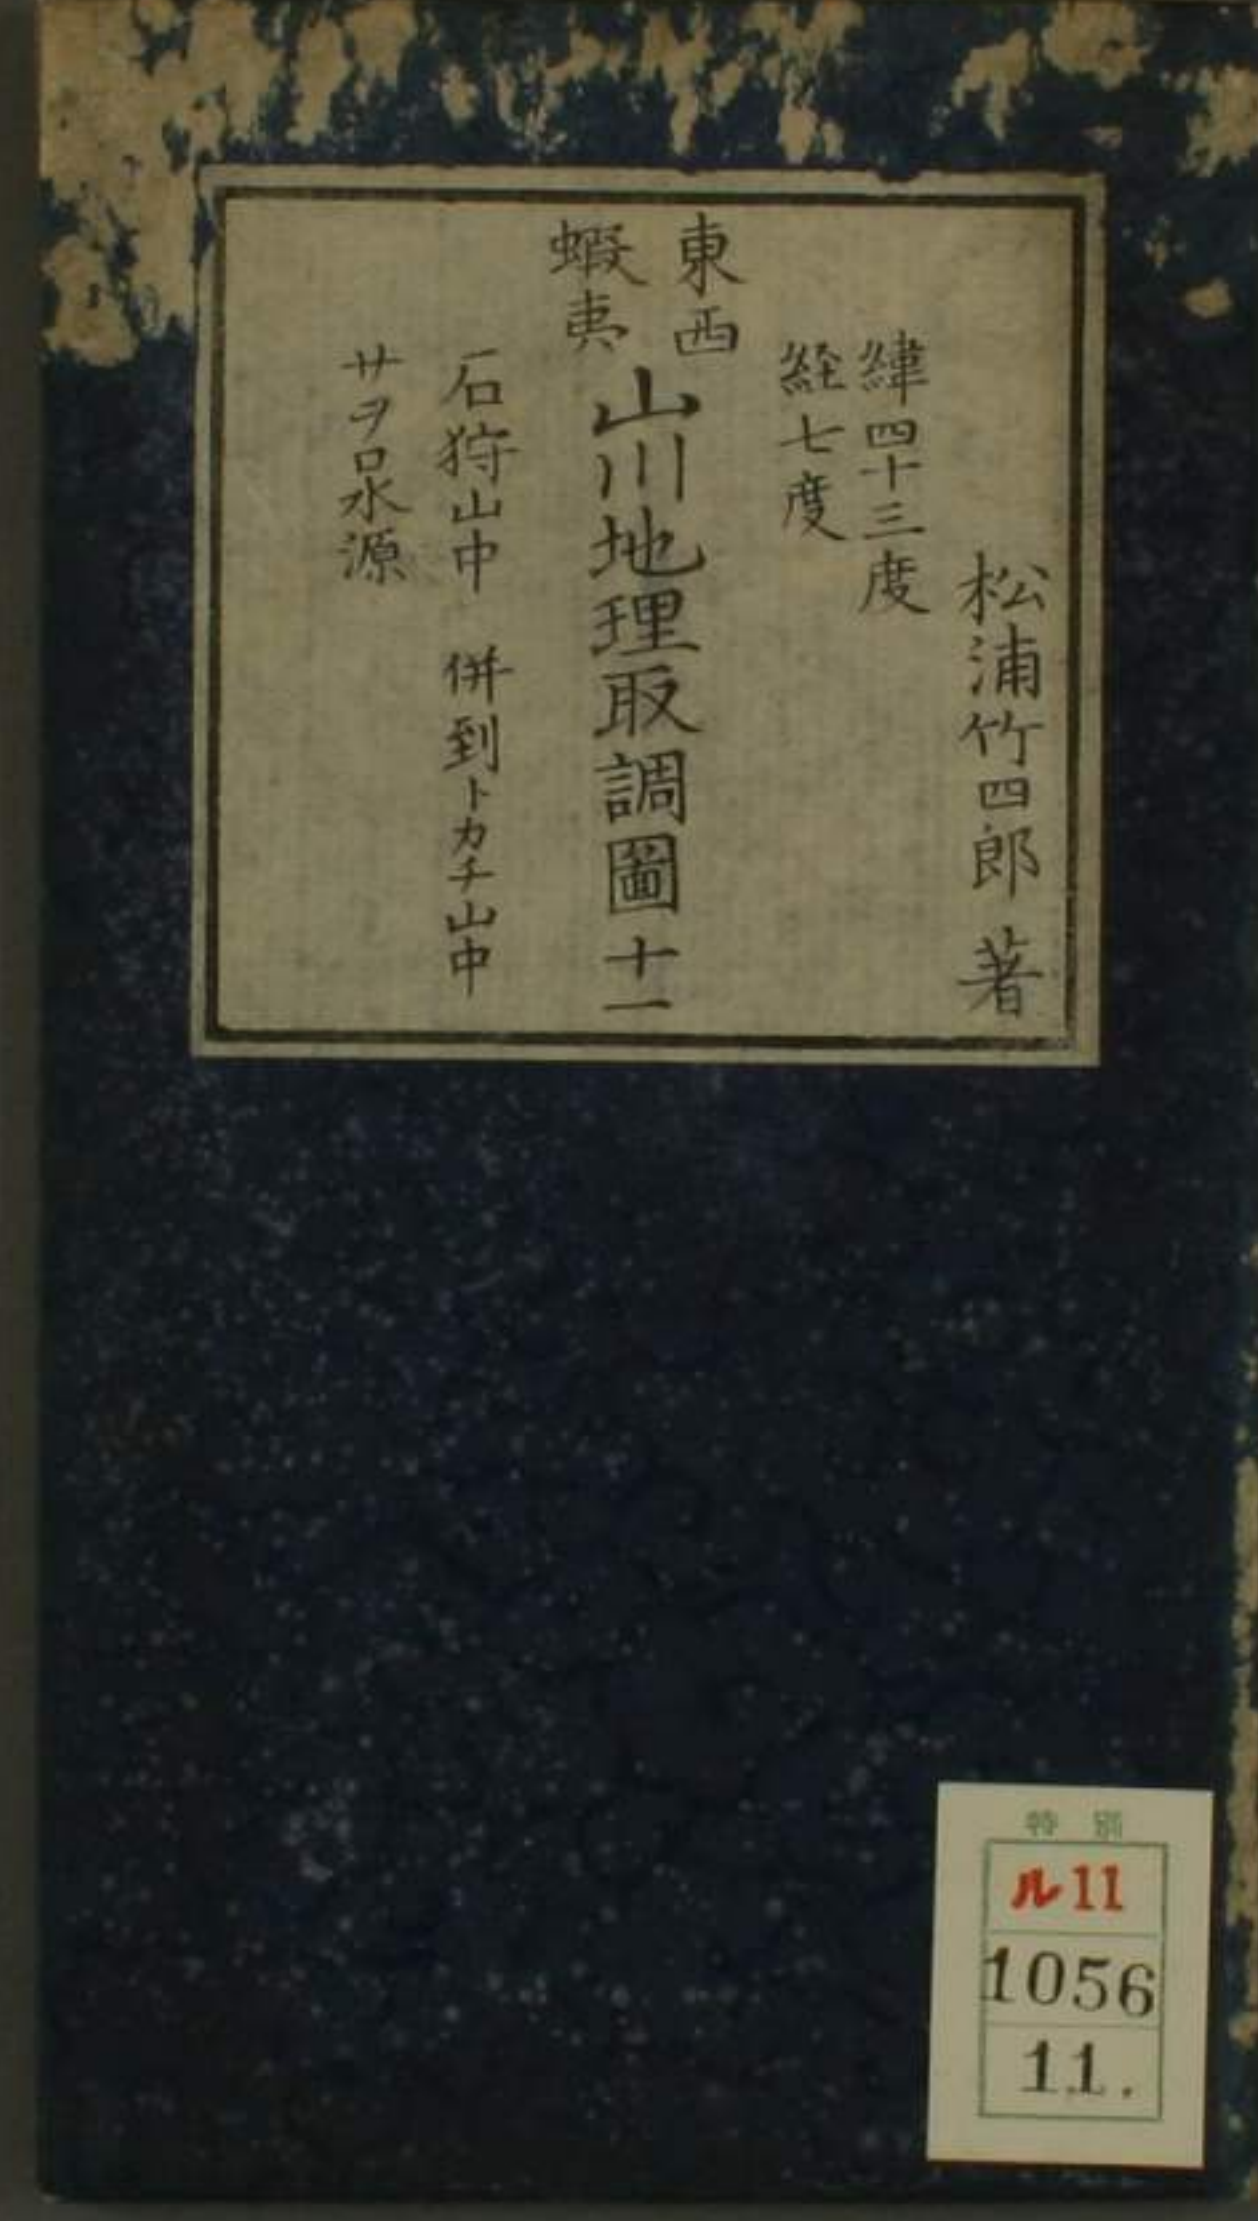 松浦竹四郎 著
緯四十三度
経七度
東西
蝦夷
山川地理取調圖十一
石狩山中 併到トカチ山中
サヲロ水源
特別
ル11
1056
11.